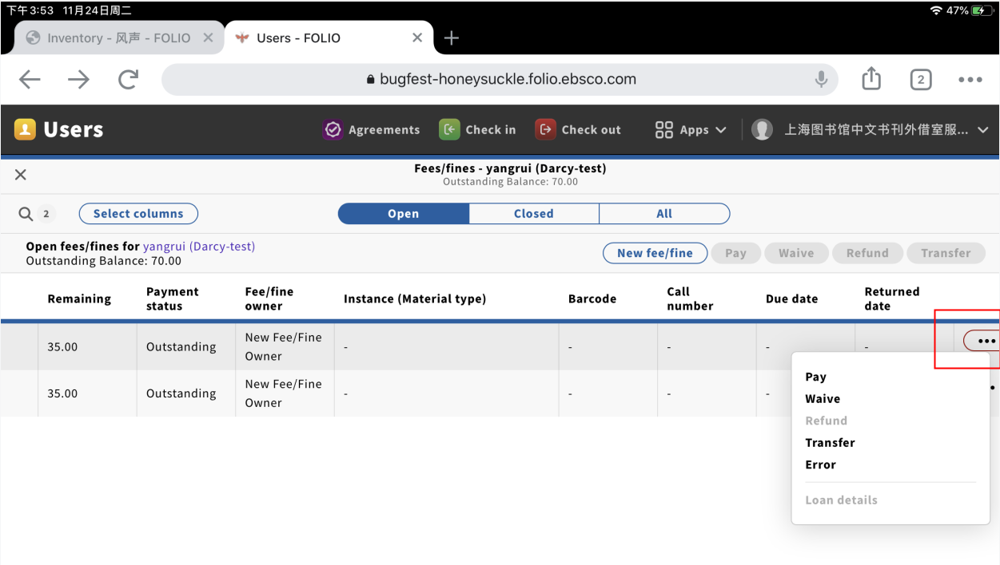 下午3:53 11月24日周二
47%
Inventory - 风声 - FOLIO
Users - FOLIO
bugfest-honeysuckle.folio.ebsco.com
2
Users
Agreements
Check in
Check out
Apps
上海图书馆中文书刊外借室服...
Fees/fines - yangrui (Darcy-test)
Outstanding Balance: 70.00
2
Select columns
Open
Closed
All
Open fees/fines for yangrui (Darcy-test)
Outstanding Balance: 70.00
New fee/fine
Pay
Waive
Refund
Transfer
Remaining
Payment
status
Fee/fine
owner
Instance (Material type)
Barcode
Call
number
Due date
Returned
date
35.00
Outstanding
New Fee/Fine
Owner
-
-
-
-
-
35.00
Outstanding
New Fee/Fine
Owner
-
-
-
-
Pay
Waive
Refund
Transfer
Error
Loan details